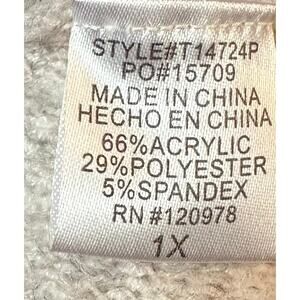 STYLE#T14724P
PO#15709
MADE IN CHINA
HECHO EN CHINA
66%ACRYLIC
29%POLYESTER
5%SPANDEX
RN #120978
1X